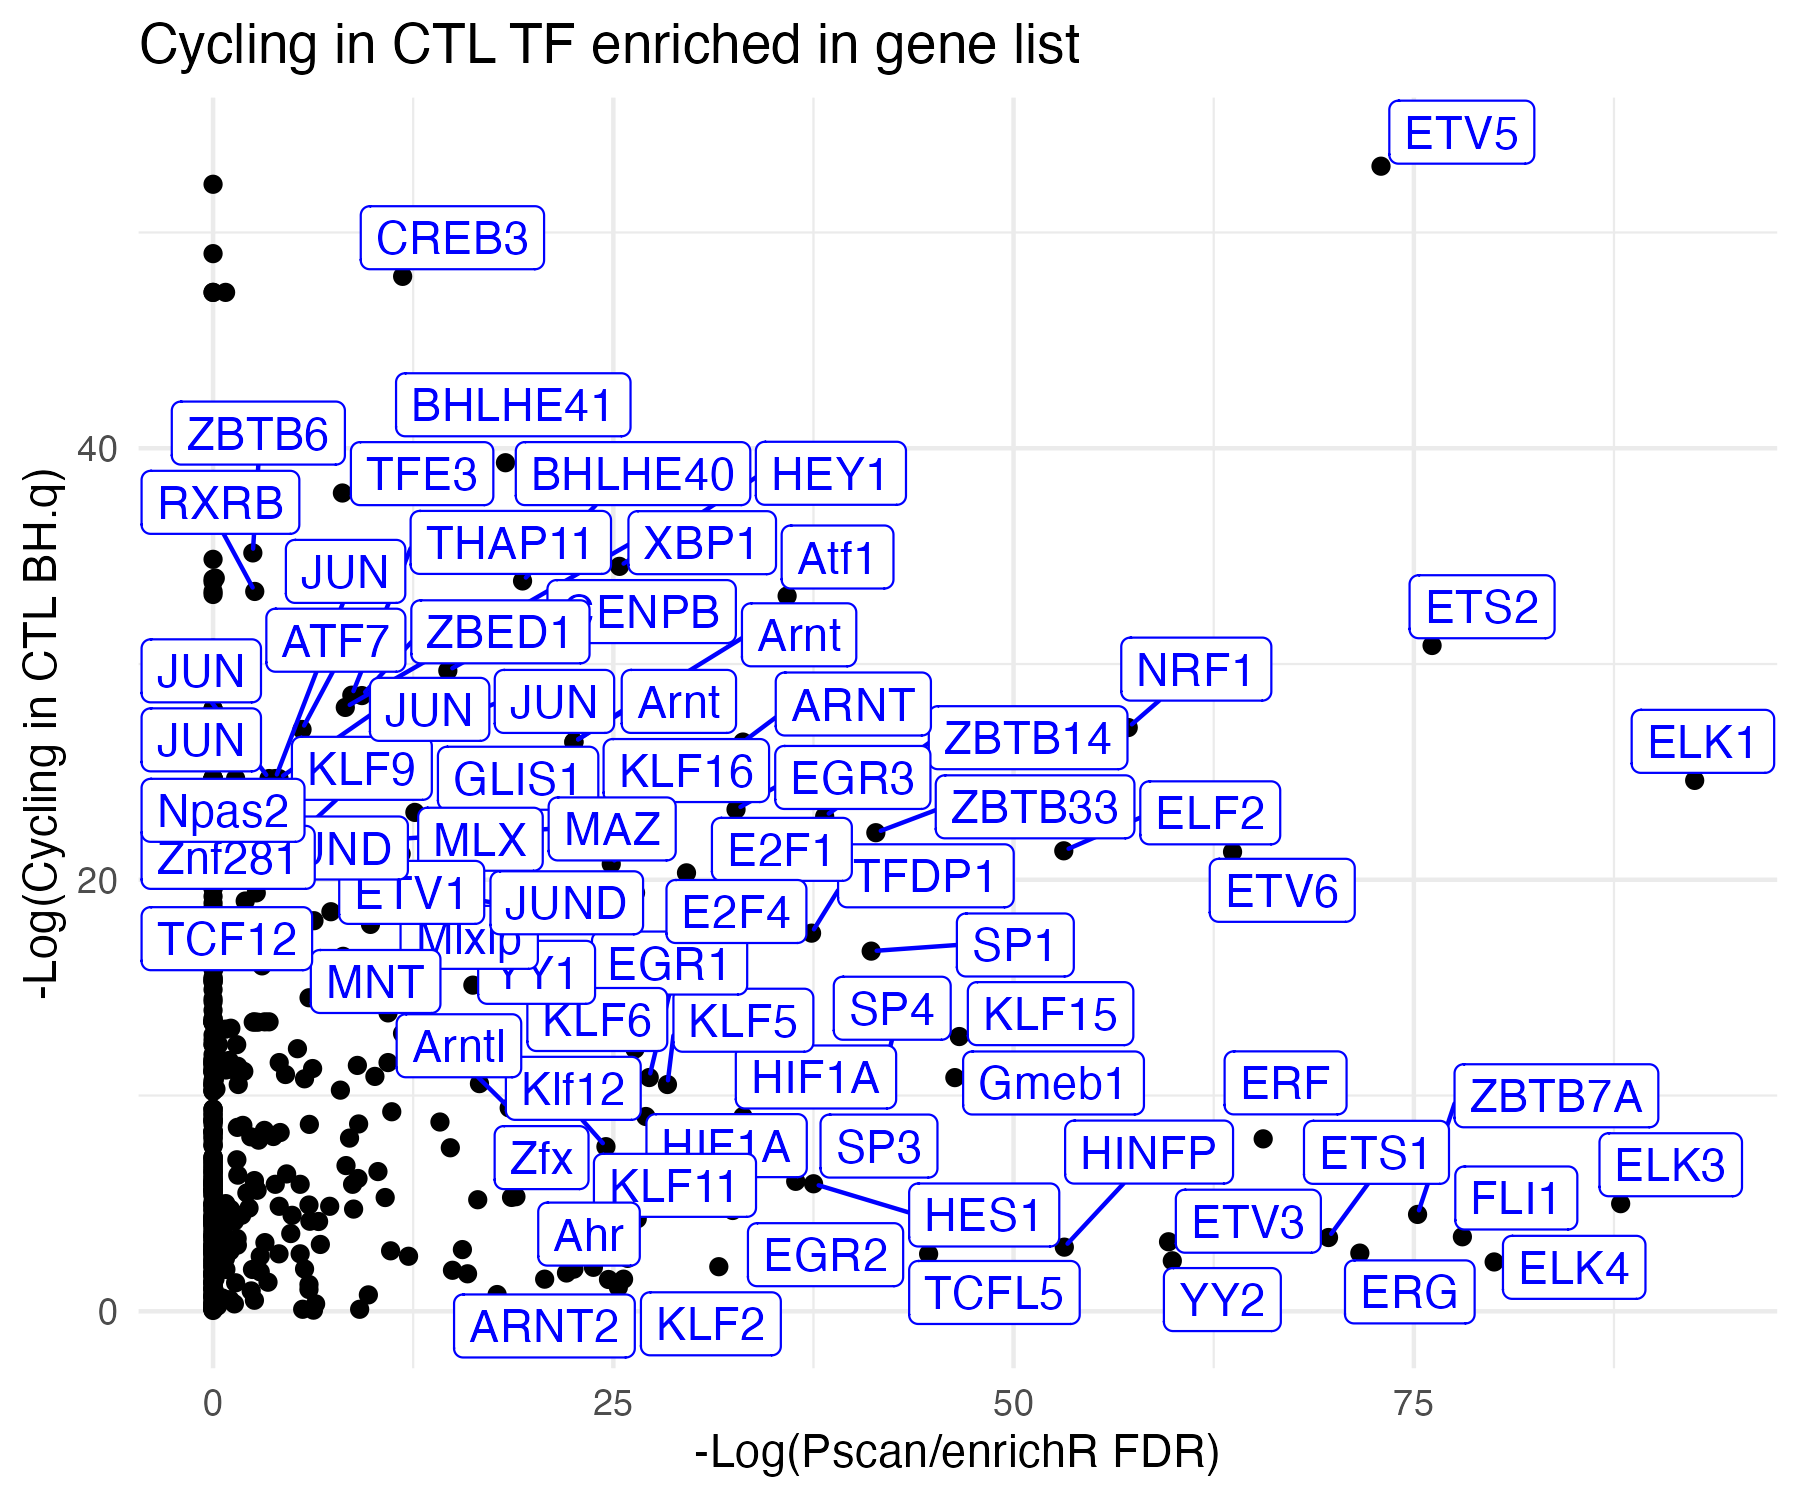 Cycling in CTL TF enriched in gene list
ETV5
CREB3
BHLHE41
ZBTB6
TFE3
BHLHE40
HEY1
RXRB
THAP11
XBP1
Atf1
JUN
ETS2
CENPB
ZBED1
ATF7
Arnt
JUN
NRF1
JUN
JUN
Arnt
ARNT
JUN
ZBTB14
ELK1
KLF9
GLIS1
KLF16
EGR3
Npas2
ZBTB33
ELF2
MLX
MAZ
E2F1
Znf281
JUND
TFDP1
ETV1
JUND
ETV6
E2F4
TCF12
Mlxip
SP1
EGR1
YY1
MNT
SP4
KLF15
KLF6
KLF5
Arntl
HIF1A
Gmeb1
ERF
Klf12
ZBTB7A
HIF1A
SP3
HINFP
ETS1
Zfx
ELK3
KLF11
FLI1
HES1
ETV3
Ahr
EGR2
ELK4
TCFL5
YY2
ERG
ARNT2
KLF2
40
20
0
0
25
50
75
-Log(Pscan/enrichR FDR)
-Log(Cycling in CTL BH.q)